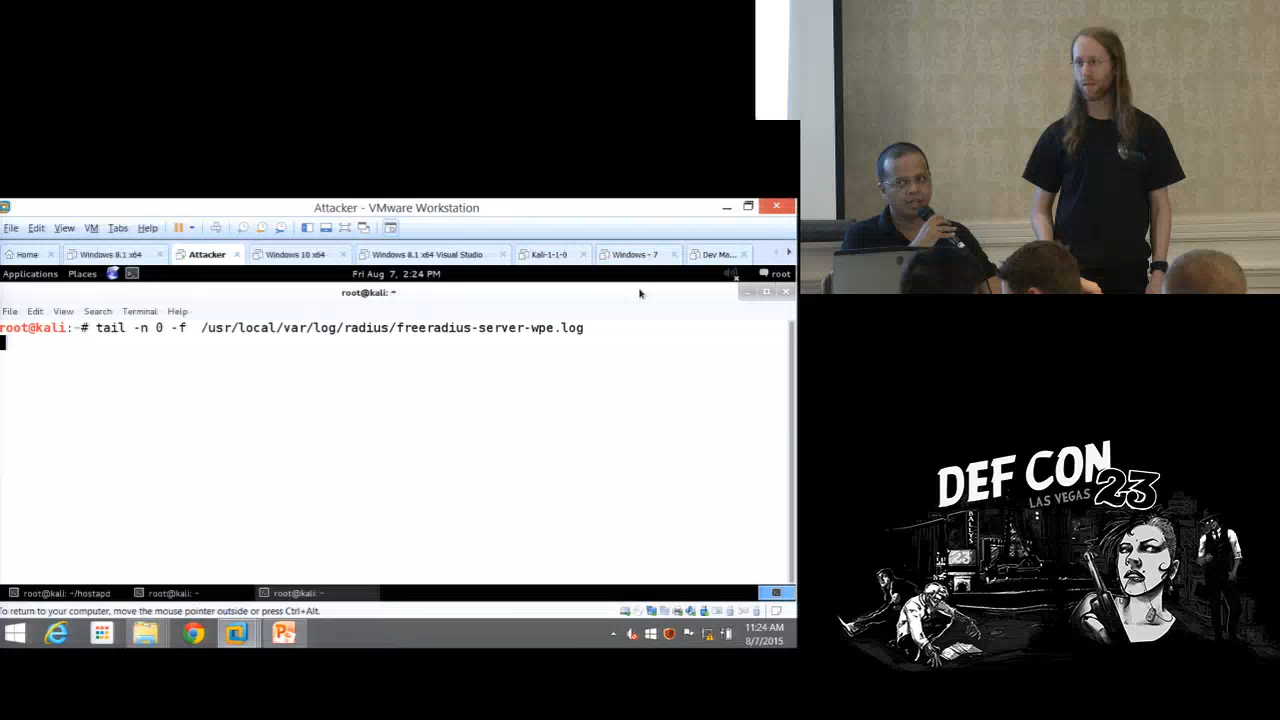 Attacker - VMware Workstation
File Edit View VM Tabs Help
Home Windows 8.1 x64 Attacker Windows 10 x64 Windows 8.1 x64 Visual Studio Kali-1-1-0 Windows - 7 Dev Ma...
Applications Places Fri Aug 7, 2:24 PM root
root@kali: ~
File Edit View Search Terminal Help
root@kali:~# tail -n 0 -f /usr/local/var/log/radius/freeradius-server-wpe.log
root@kali: ~/hostapd root@kali: ~ root@kali: ~
To return to your computer, move the mouse pointer outside or press Ctrl+Alt.
11:24 AM
8/7/2015
DEF CON
23
LAS VEGAS
BALLYS
23